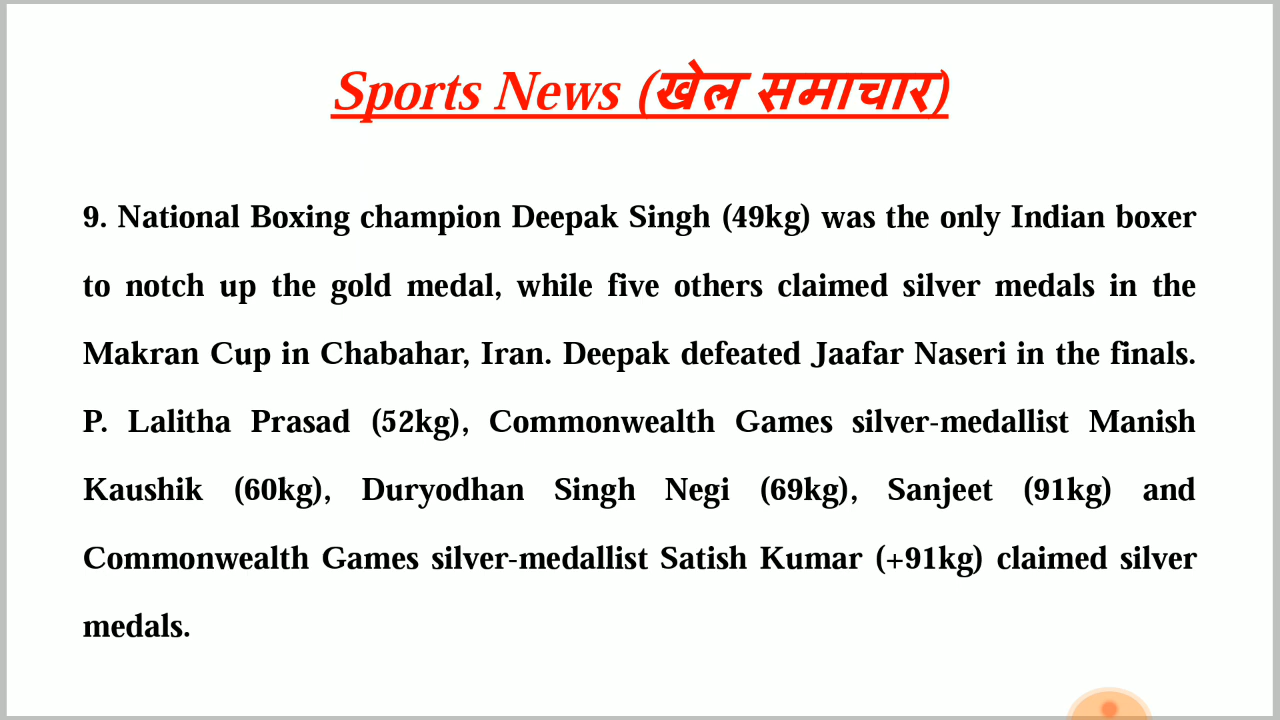 Sports News (खेल समाचार)
9. National Boxing champion Deepak Singh (49kg) was the only Indian boxer
to notch up the gold medal, while five others claimed silver medals in the
Makran Cup in Chabahar, Iran. Deepak defeated Jaafar Naseri in the finals.
P. Lalitha Prasad (52kg), Commonwealth Games silver-medallist Manish
Kaushik (60kg), Duryodhan Singh Negi (69kg), Sanjeet (91kg) and
Commonwealth Games silver-medallist Satish Kumar (+91kg) claimed silver
medals.